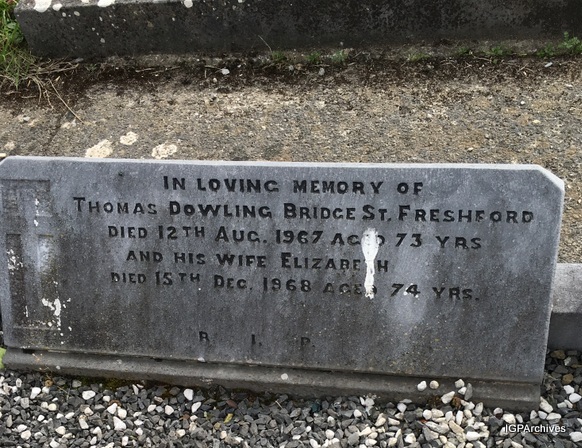 IN LOVING MEMORY OF
THOMAS DOWLING BRIDGE ST. FRESHFORD
DIED 12TH AUG. 1967 AGED 73 YRS
AND HIS WIFE ELIZABETH
DIED 15TH DEC. 1968 AGED 74 YRS.
R. I. P.
IGPArchives